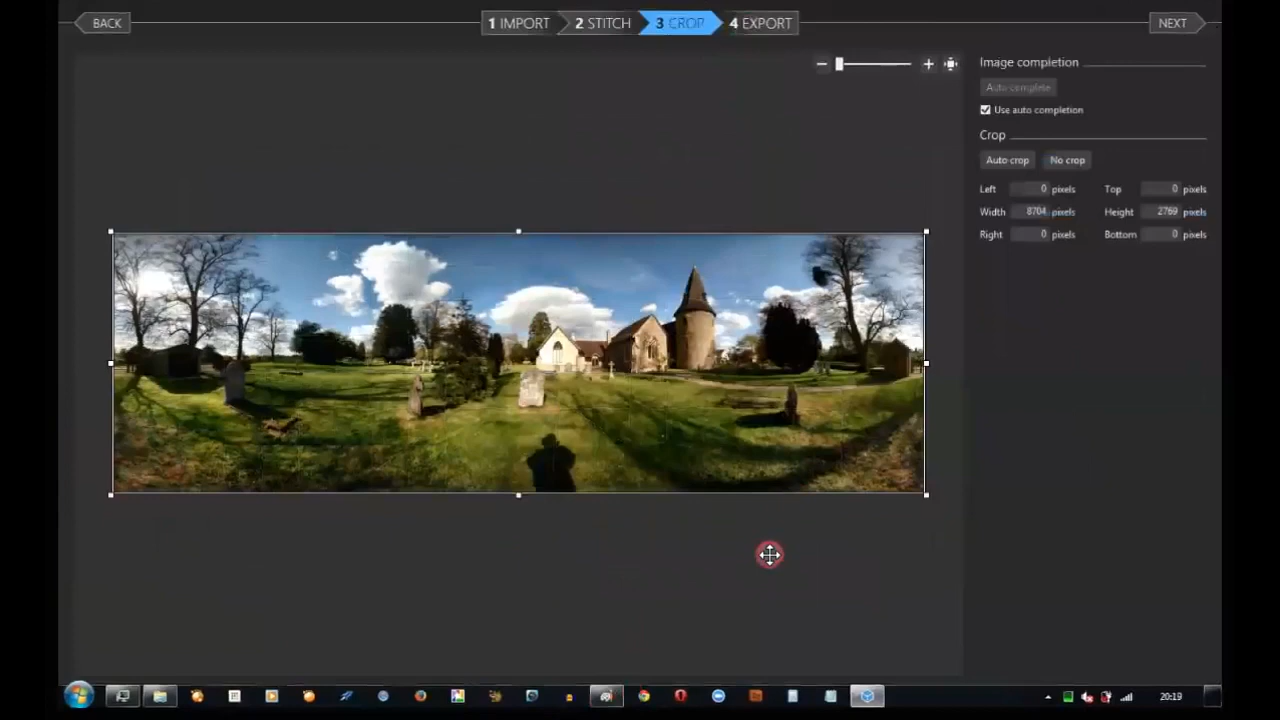 BACK
1 IMPORT
2 STITCH
3 CROP
4 EXPORT
NEXT
Image completion
Auto complete
Use auto completion
Crop
Auto crop No crop
Left 0 pixels Top 0 pixels
Width 8704 pixels Height 2769 pixels
Right 0 pixels Bottom 0 pixels
20:19